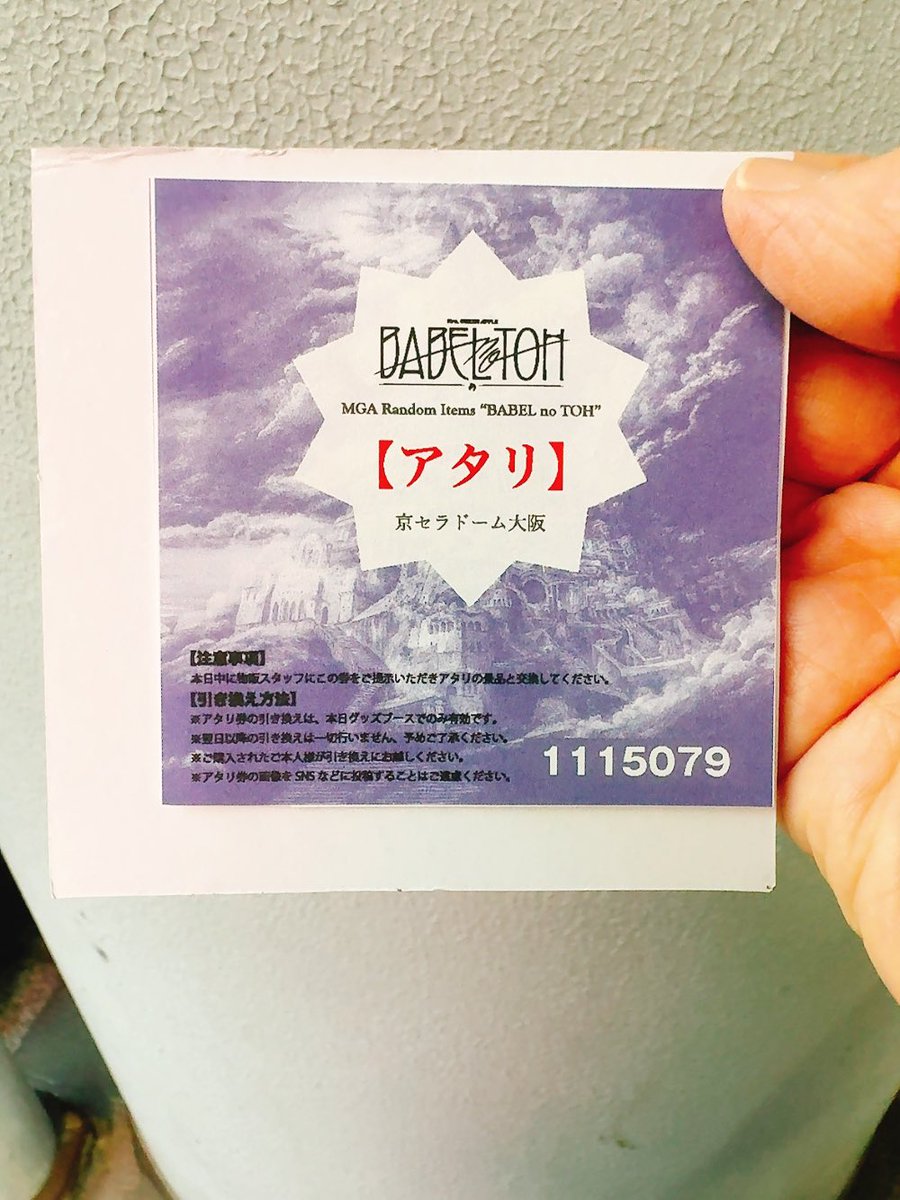 Mrs. GREEN APPLE
BABEL no TOH
MGA Random Items “BABEL no TOH”
【アタリ】
京セラドーム大阪
【注意事項】
本日中に物販スタッフにこの券をご提示いただきアタリの景品と交換してください。
【引き換え方法】
※アタリ券の引き換えは、本日グッズブースでのみ有効です。
※翌日以降の引き換えは一切行いません、予めご了承ください。
※ご購入されたご本人様が引き換えにお越しください。
※アタリ券の画像をSNSなどに投稿することはご遠慮ください。
1115079